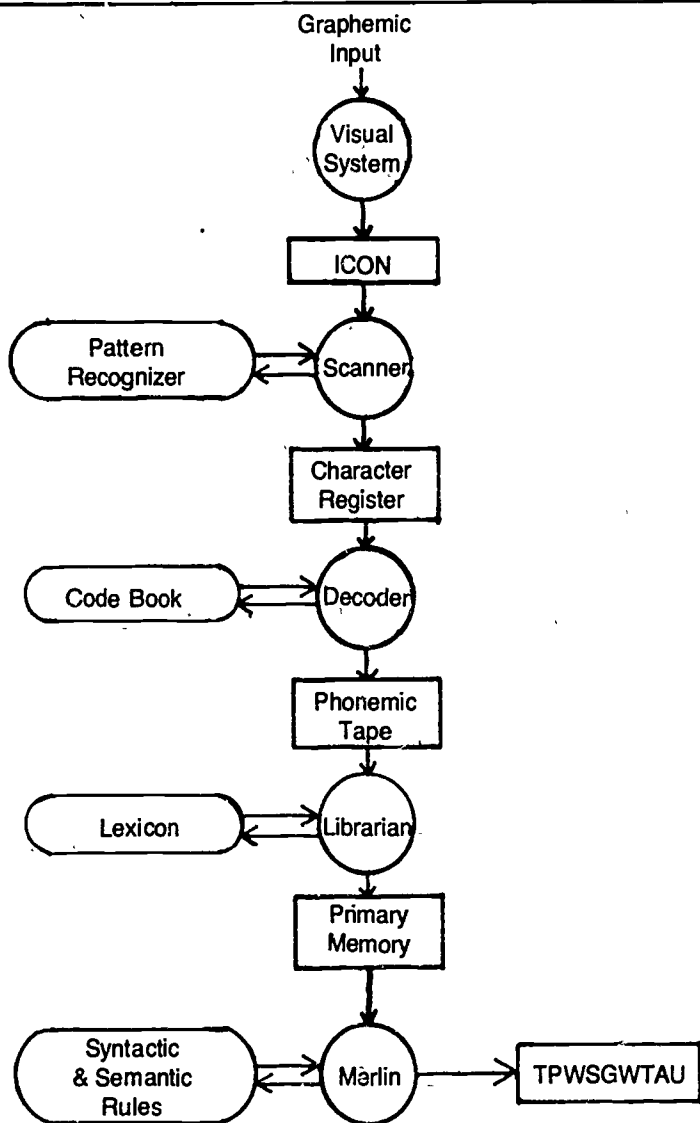 Graphemic
Input
Visual
System
ICON
Pattern
Recognizer
Scanner
Character
Register
Code Book
Decoder
Phonemic
Tape
Lexicon
Librarian
Primary
Memory
Syntactic
& Semantic
Rules
Merlin
TPWSGWTAU